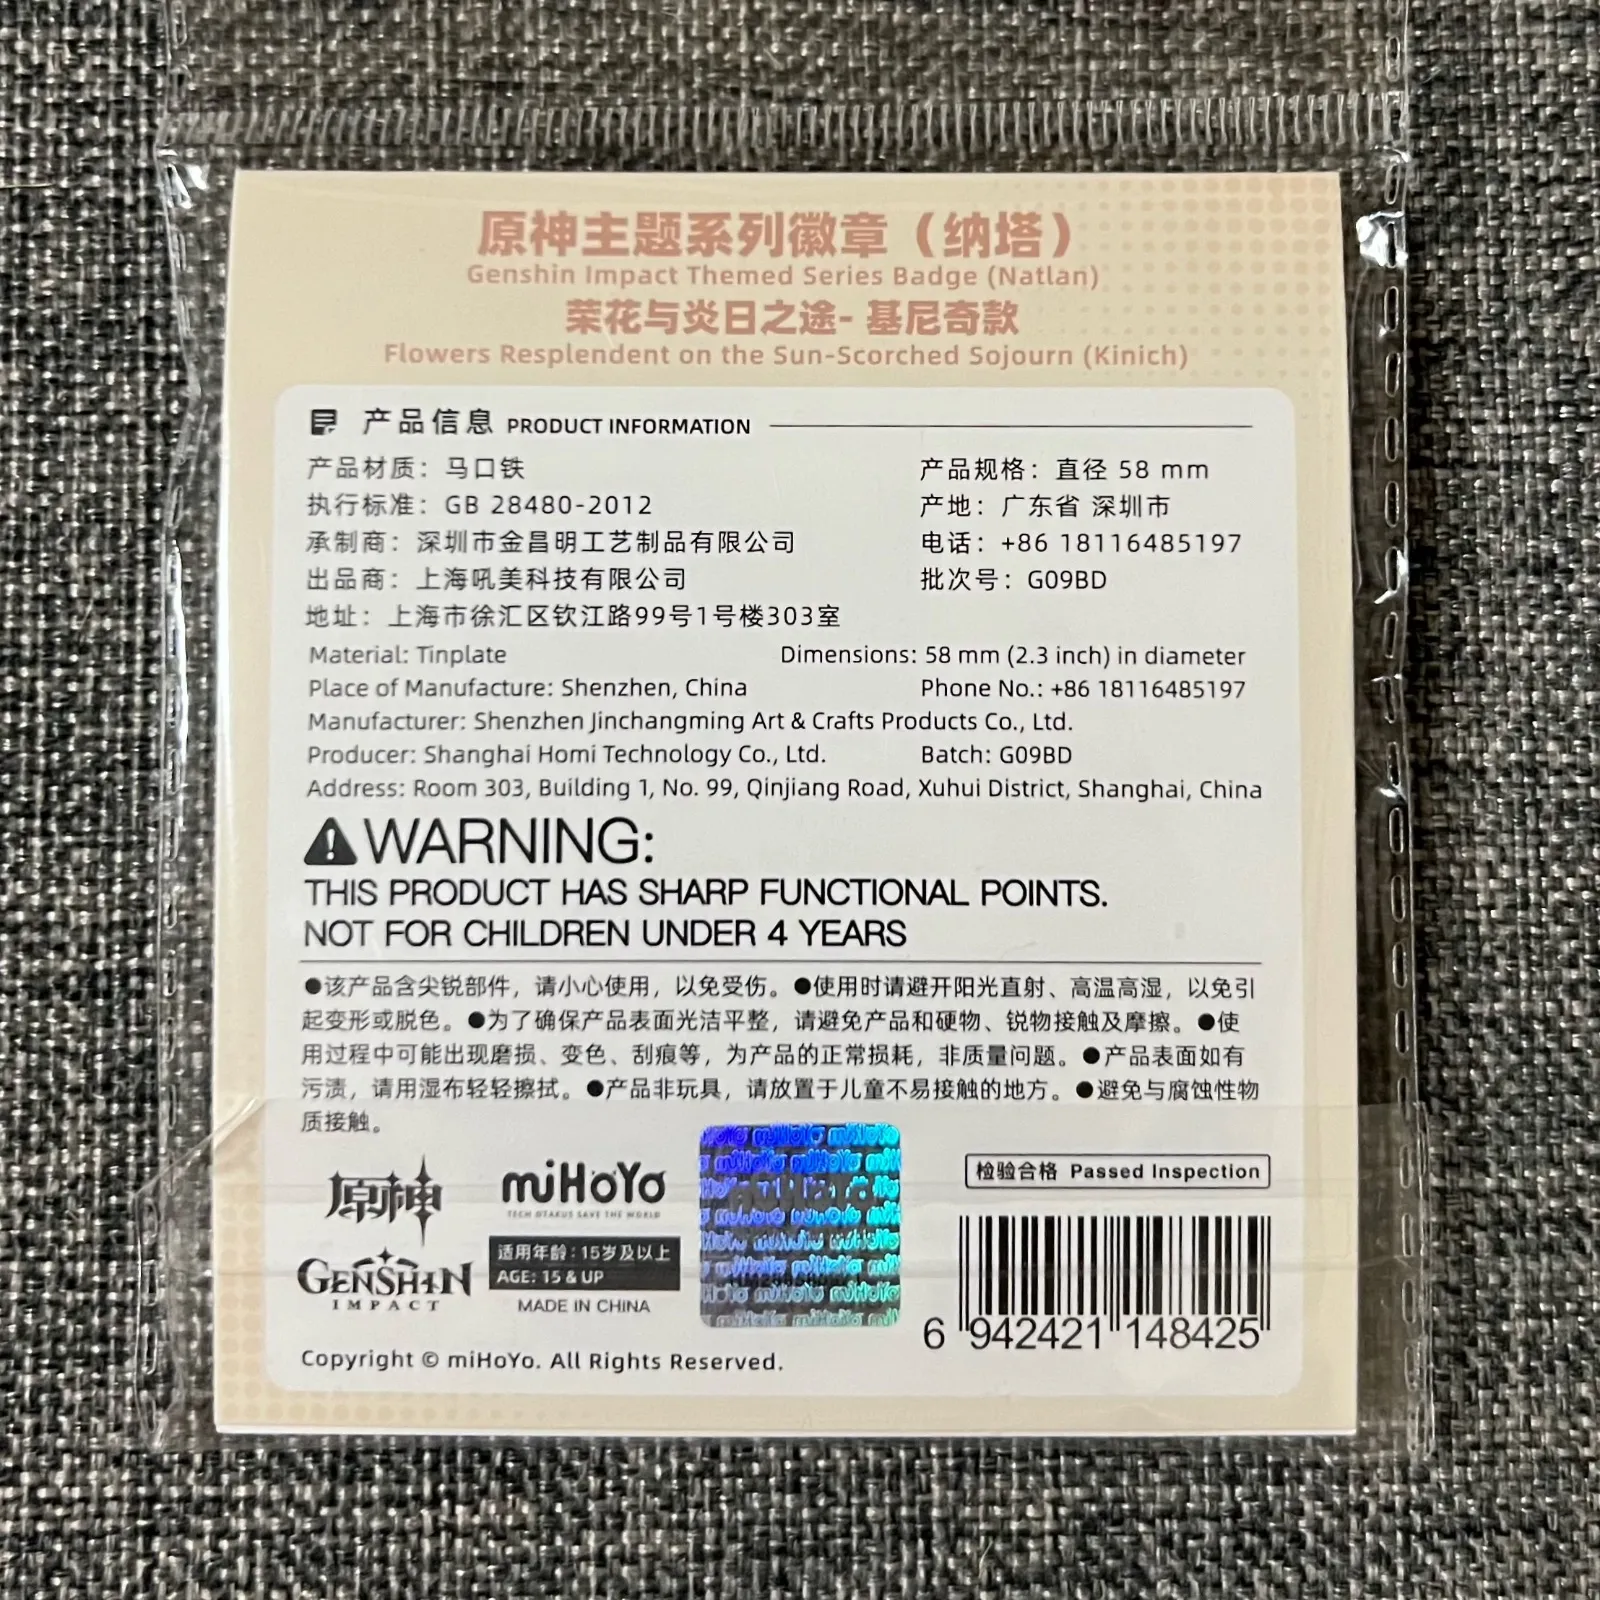 原神主题系列徽章（纳塔）
Genshin Impact Themed Series Badge (Natlan)
荣花与炎日之途- 基尼奇款
Flowers Resplendent on the Sun-Scorched Sojourn (Kinich)
产品信息 PRODUCT INFORMATION
产品材质：马口铁 产品规格：直径 58 mm
执行标准：GB 28480-2012 产地：广东省 深圳市
承制商：深圳市金昌明工艺制品有限公司 电话：+86 18116485197
出品商：上海吼美科技有限公司 批次号：G09BD
地址：上海市徐汇区钦江路99号1号楼303室
Material: Tinplate Dimensions: 58 mm (2.3 inch) in diameter
Place of Manufacture: Shenzhen, China Phone No.: +86 18116485197
Manufacturer: Shenzhen Jinchangming Art & Crafts Products Co., Ltd.
Producer: Shanghai Homi Technology Co., Ltd. Batch: G09BD
Address: Room 303, Building 1, No. 99, Qinjiang Road, Xuhui District, Shanghai, China
WARNING:
THIS PRODUCT HAS SHARP FUNCTIONAL POINTS.
NOT FOR CHILDREN UNDER 4 YEARS
●该产品含尖锐部件，请小心使用，以免受伤。●使用时请避开阳光直射、高温高湿，以免引
起变形或脱色。●为了确保产品表面光洁平整，请避免产品和硬物、锐物接触及摩擦。●使
用过程中可能出现磨损、变色、刮痕等，为产品的正常损耗，非质量问题。●产品表面如有
污渍，请用湿布轻轻擦拭。●产品非玩具，请放置于儿童不易接触的地方。●避免与腐蚀性物
质接触。
原神
GENSHIN
IMPACT
miHoYo
TECH OTAKUS SAVE THE WORLD
适用年龄：15岁及以上
AGE: 15 & UP
MADE IN CHINA
miHoYo
检验合格 Passed Inspection
6 942421 148425
Copyright © miHoYo. All Rights Reserved.